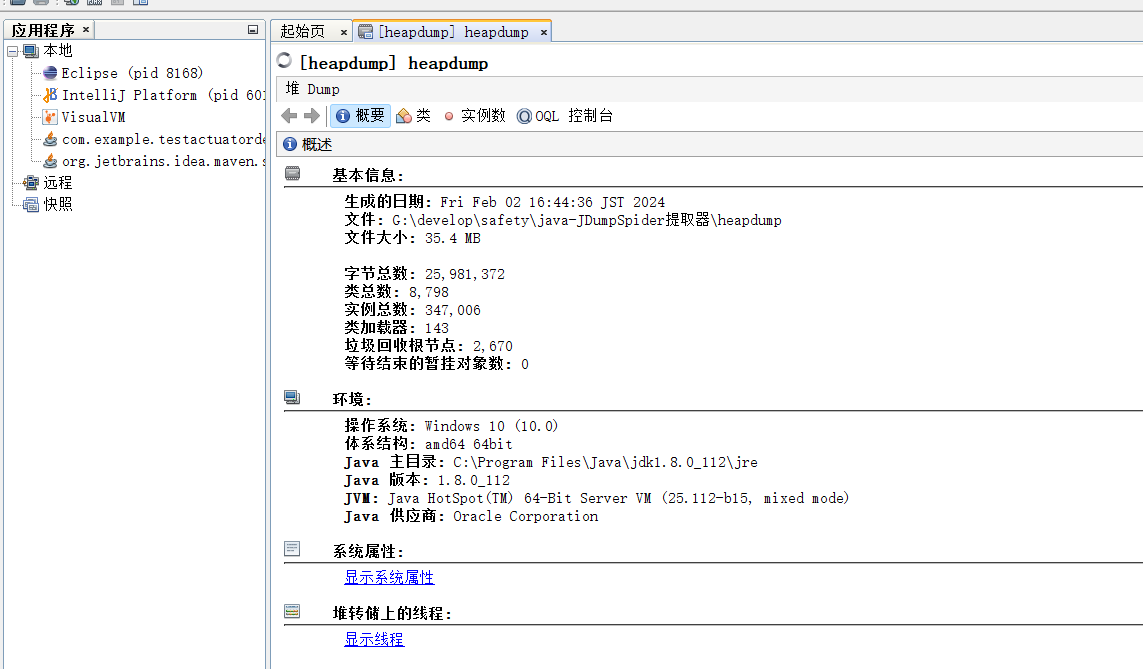 应用程序 ×
本地
Eclipse (pid 8168)
IntelliJ Platform (pid 601
VisualVM
com.example.testactuatorde
org.jetbrains.idea.maven.s
远程
快照
起始页 × [heapdump] heapdump ×
[heapdump] heapdump
堆 Dump
概要 类 实例数 OQL 控制台
概述
基本信息:
生成的日期: Fri Feb 02 16:44:36 JST 2024
文件: G:\develop\safety\java-JDumpSpider提取器\heapdump
文件大小: 35.4 MB
字节总数: 25,981,372
类总数: 8,798
实例总数: 347,006
类加载器: 143
垃圾回收根节点: 2,670
等待结束的暂挂对象数: 0
环境:
操作系统: Windows 10 (10.0)
体系结构: amd64 64bit
Java 主目录: C:\Program Files\Java\jdk1.8.0_112\jre
Java 版本: 1.8.0_112
JVM: Java HotSpot(TM) 64-Bit Server VM (25.112-b15, mixed mode)
Java 供应商: Oracle Corporation
系统属性:
显示系统属性
堆转储上的线程:
显示线程